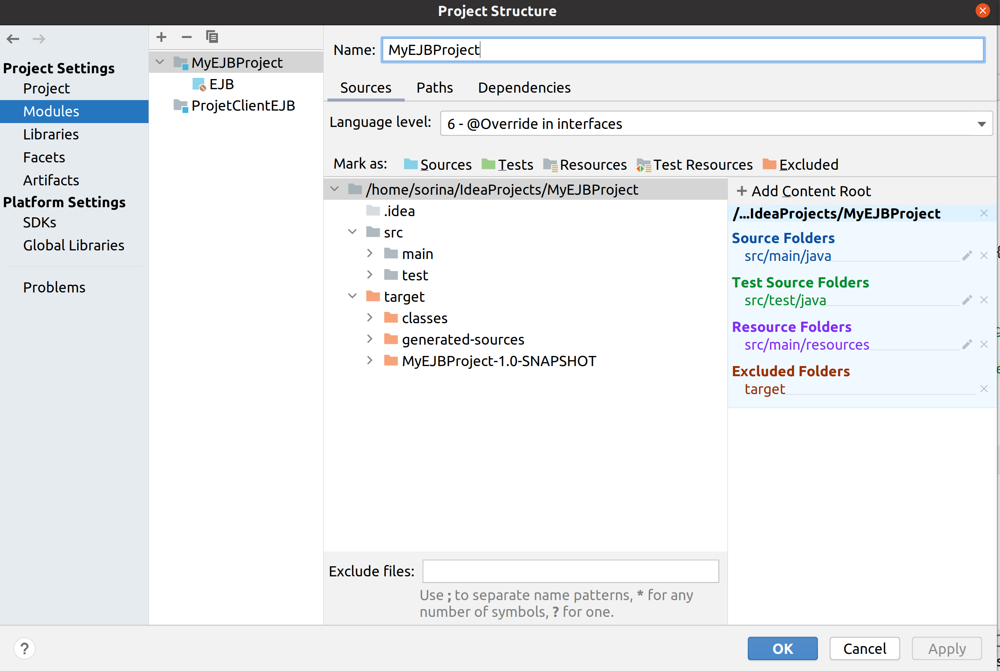 Project Structure
Project Settings
Project
Modules
Libraries
Facets
Artifacts
Platform Settings
SDKs
Global Libraries
Problems
MyEJBProject
EJB
ProjetClientEJB
Name: MyEJBProject
Sources Paths Dependencies
Language level: 6 - @Override in interfaces
Mark as: Sources Tests Resources Test Resources Excluded
/home/sorina/IdeaProjects/MyEJBProject
.idea
src
main
test
target
classes
generated-sources
MyEJBProject-1.0-SNAPSHOT
+ Add Content Root
/...IdeaProjects/MyEJBProject
Source Folders
src/main/java
Test Source Folders
src/test/java
Resource Folders
src/main/resources
Excluded Folders
target
Exclude files:
Use ; to separate name patterns, * for any
number of symbols, ? for one.
?
OK Cancel Apply